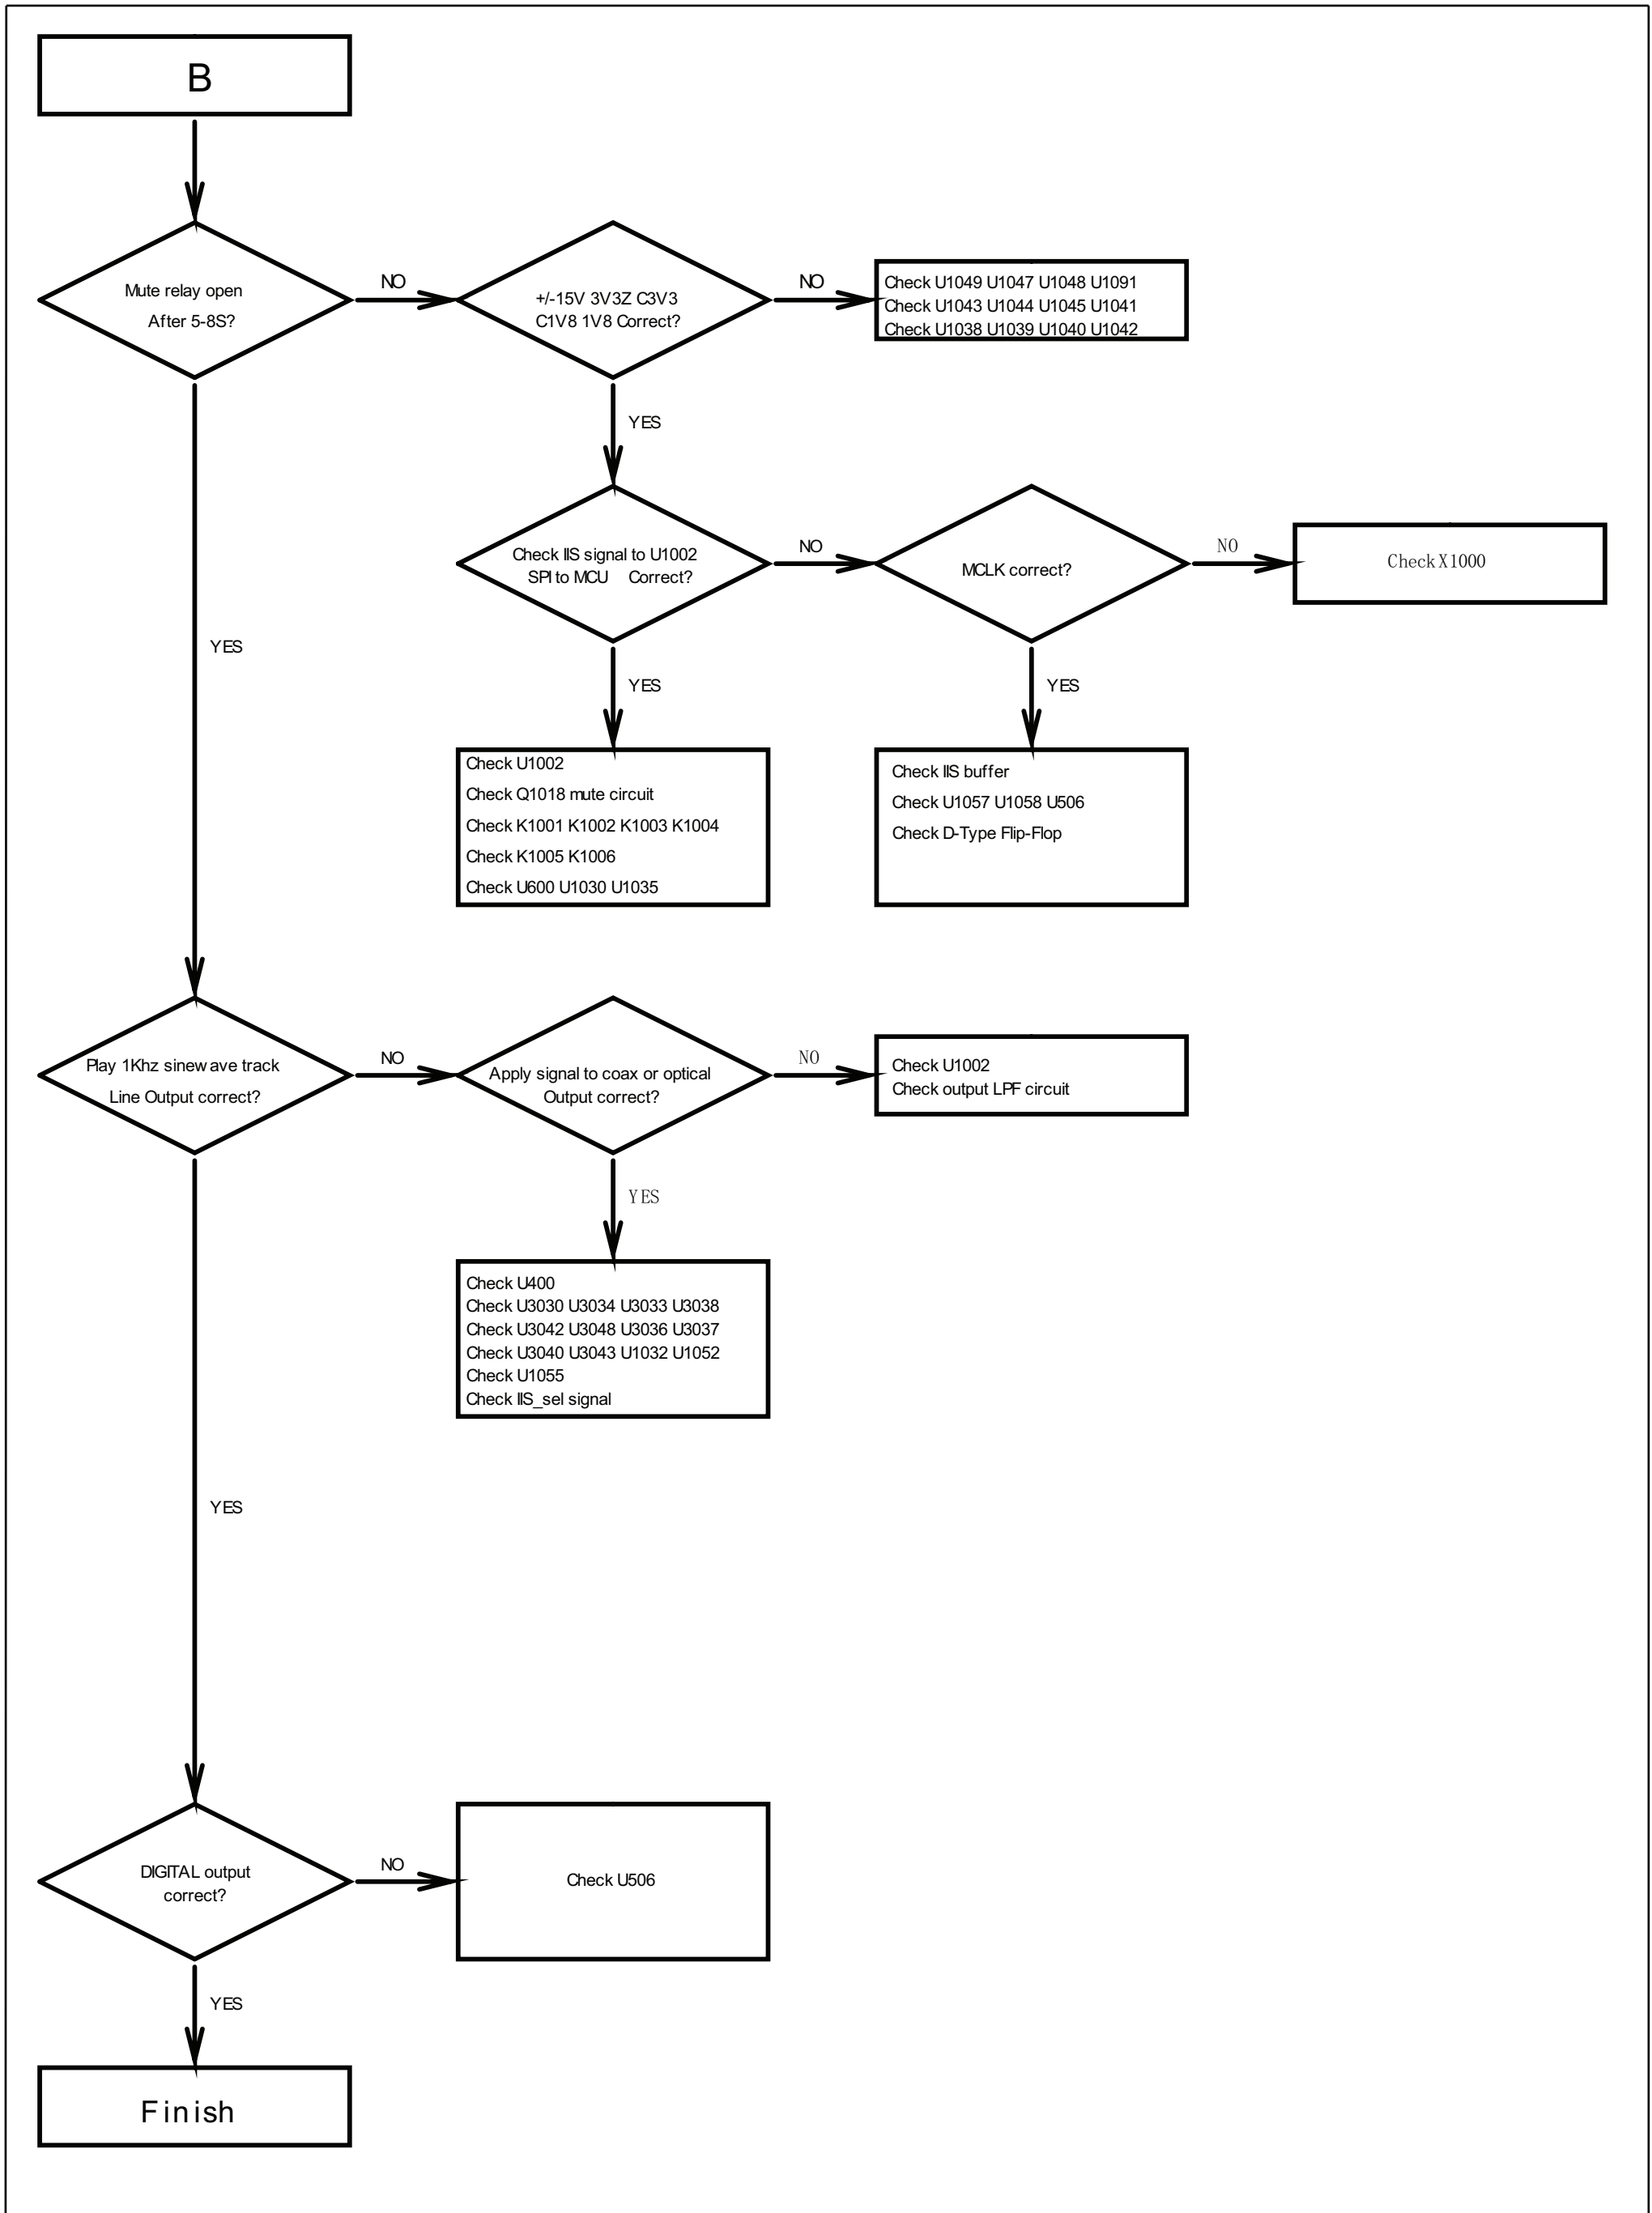 B
Mute relay open
After 5-8S?
NO
+/-15V 3V3Z C3V3
C1V8 1V8 Correct?
NO
Check U1049 U1047 U1048 U1091
Check U1043 U1044 U1045 U1041
Check U1038 U1039 U1040 U1042
YES
Check IIS signal to U1002
SPI to MCU Correct?
NO
MCLK correct?
NO
Check X1000
YES
YES
YES
Check U1002
Check Q1018 mute circuit
Check K1001 K1002 K1003 K1004
Check K1005 K1006
Check U600 U1030 U1035
Check IIS buffer
Check U1057 U1058 U506
Check D-Type Flip-Flop
Play 1Khz sinewave track
Line Output correct?
NO
Apply signal to coax or optical
Output correct?
NO
Check U1002
Check output LPF circuit
YES
Check U400
Check U3030 U3034 U3033 U3038
Check U3042 U3048 U3036 U3037
Check U3040 U3043 U1032 U1052
Check U1055
Check IIS_sel signal
YES
DIGITAL output
correct?
NO
Check U506
YES
Finish